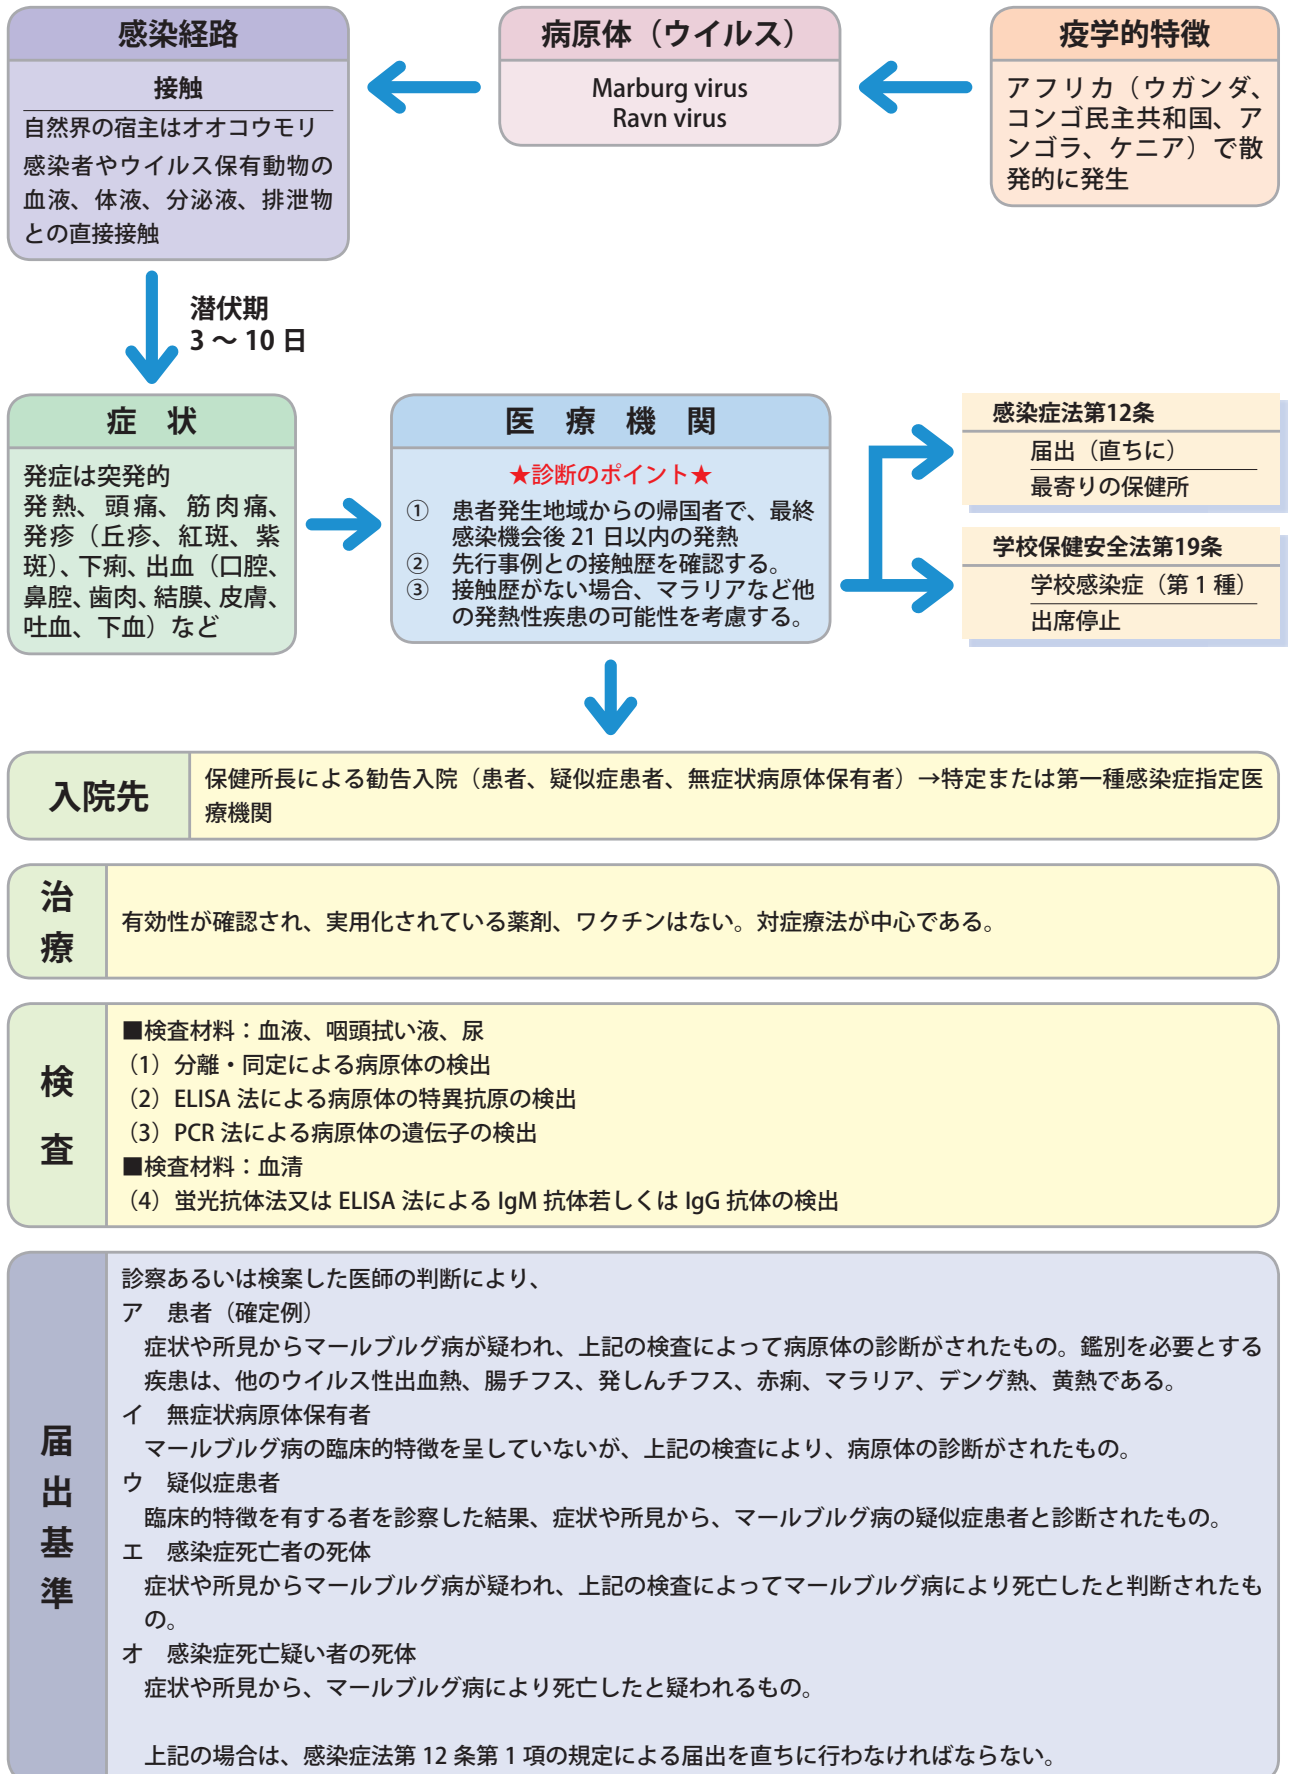 感染経路
接触
自然界の宿主はオオコウモリ
感染者やウイルス保有動物の
血液、体液、分泌液、排泄物
との直接接触
病原体（ウイルス）
Marburg virus
Ravn virus
疫学的特徴
アフリカ（ウガンダ、
コンゴ民主共和国、ア
ンゴラ、ケニア）で散
発的に発生
潜伏期
3 〜 10 日
症　状
発症は突発的
発熱、頭痛、筋肉痛、
発疹（丘疹、紅斑、紫
斑）、下痢、出血（口腔、
鼻腔、歯肉、結膜、皮膚、
吐血、下血）など
医　療　機　関
★診断のポイント★
①　患者発生地域からの帰国者で、最終
感染機会後 21 日以内の発熱
②　先行事例との接触歴を確認する。
③　接触歴がない場合、マラリアなど他
の発熱性疾患の可能性を考慮する。
感染症法第12条
届出（直ちに）
最寄りの保健所
学校保健安全法第19条
学校感染症（第 1 種）
出席停止
入院先
保健所長による勧告入院（患者、疑似症患者、無症状病原体保有者）→特定または第一種感染症指定医
療機関
治
療
有効性が確認され、実用化されている薬剤、ワクチンはない。対症療法が中心である。
検
査
■検査材料：血液、咽頭拭い液、尿
（1）分離・同定による病原体の検出
（2）ELISA 法による病原体の特異抗原の検出
（3）PCR 法による病原体の遺伝子の検出
■検査材料：血清
（4）蛍光抗体法又は ELISA 法による IgM 抗体若しくは IgG 抗体の検出
届
出
基
準
診察あるいは検案した医師の判断により、
ア　患者（確定例）
症状や所見からマールブルグ病が疑われ、上記の検査によって病原体の診断がされたもの。鑑別を必要とする
疾患は、他のウイルス性出血熱、腸チフス、発しんチフス、赤痢、マラリア、デング熱、黄熱である。
イ　無症状病原体保有者
マールブルグ病の臨床的特徴を呈していないが、上記の検査により、病原体の診断がされたもの。
ウ　疑似症患者
臨床的特徴を有する者を診察した結果、症状や所見から、マールブルグ病の疑似症患者と診断されたもの。
エ　感染症死亡者の死体
症状や所見からマールブルグ病が疑われ、上記の検査によってマールブルグ病により死亡したと判断されたも
の。
オ　感染症死亡疑い者の死体
症状や所見から、マールブルグ病により死亡したと疑われるもの。
上記の場合は、感染症法第 12 条第 1 項の規定による届出を直ちに行わなければならない。